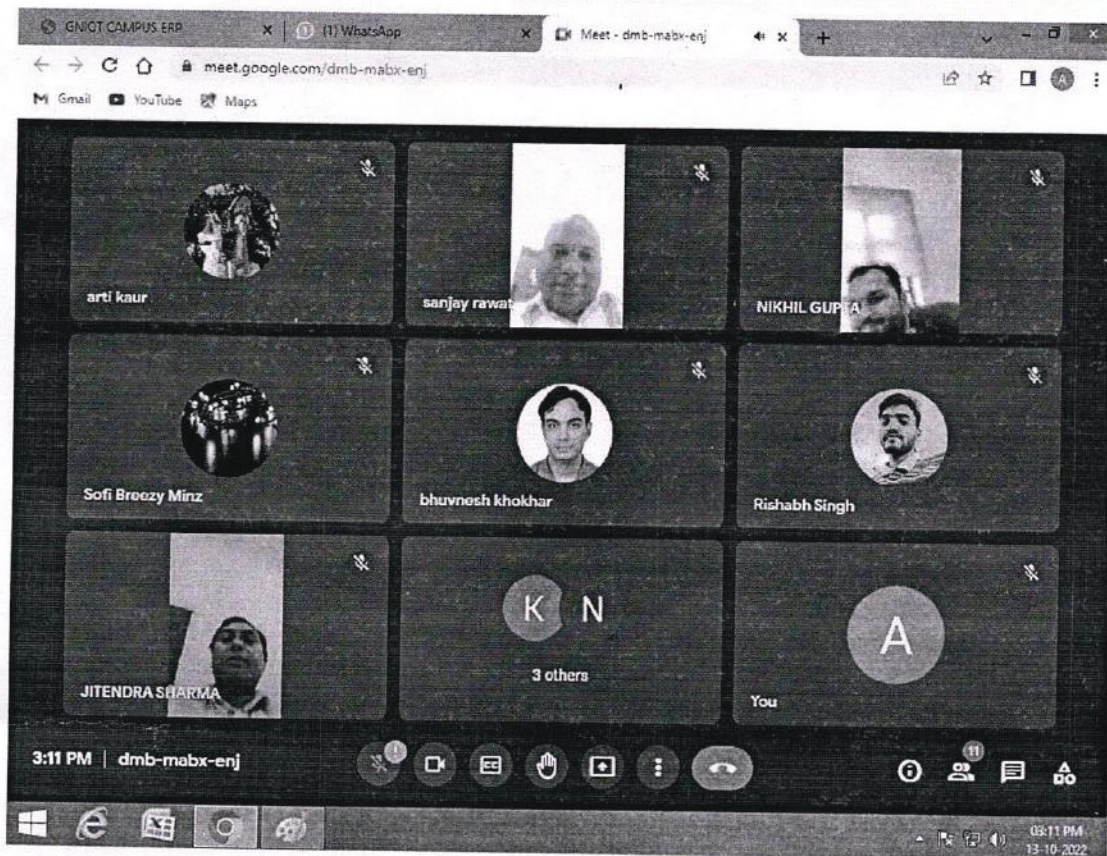 GNIOT CAMPUS ERP
(1) WhatsApp
Meet - dmb-mabx-enj
meet.google.com/dmb-mabx-enj
A
Gmail
YouTube
Maps
arti kaur
sanjay rawat
NIKHIL GUPTA
Sofi Breezy Minz
bhuvnesh khokhar
Rishabh Singh
JITENDRA SHARMA
K N
3 others
A
You
3:11 PM | dmb-mabx-enj
CC
11
03:11 PM
13-10-2022